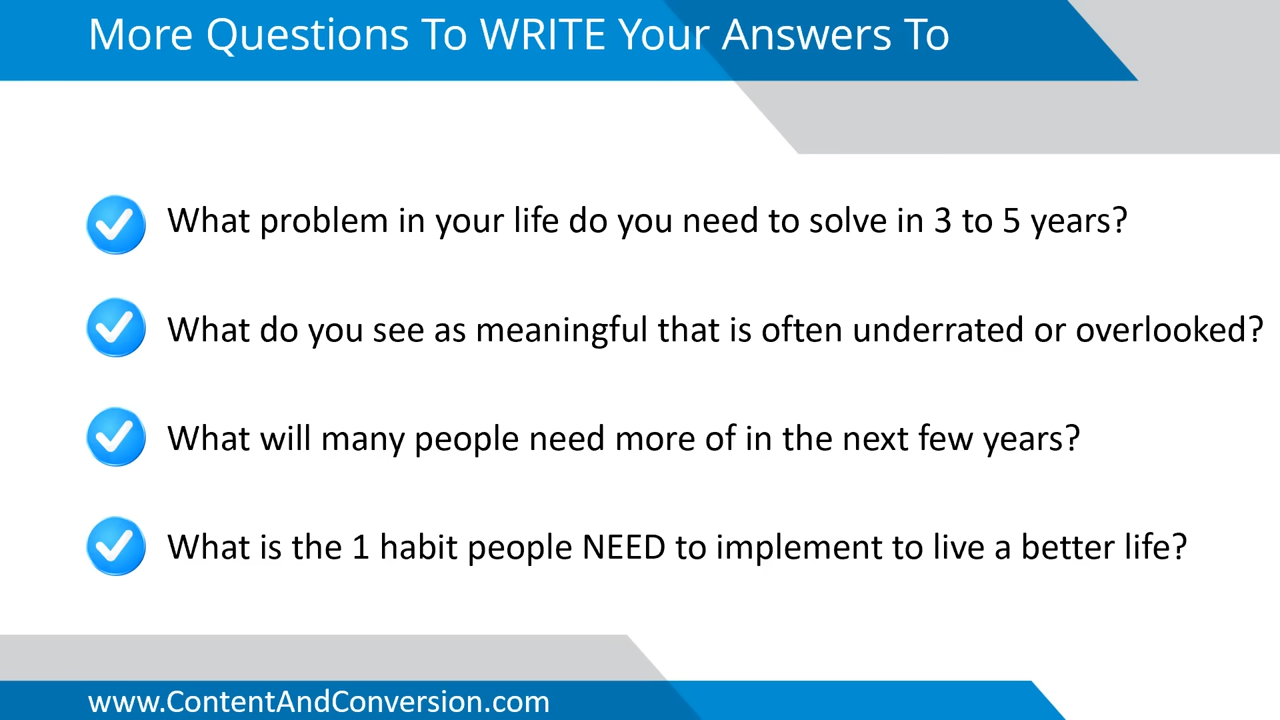 More Questions To WRITE Your Answers To
What problem in your life do you need to solve in 3 to 5 years?
What do you see as meaningful that is often underrated or overlooked?
What will many people need more of in the next few years?
What is the 1 habit people NEED to implement to live a better life?
www.ContentAndConversion.com